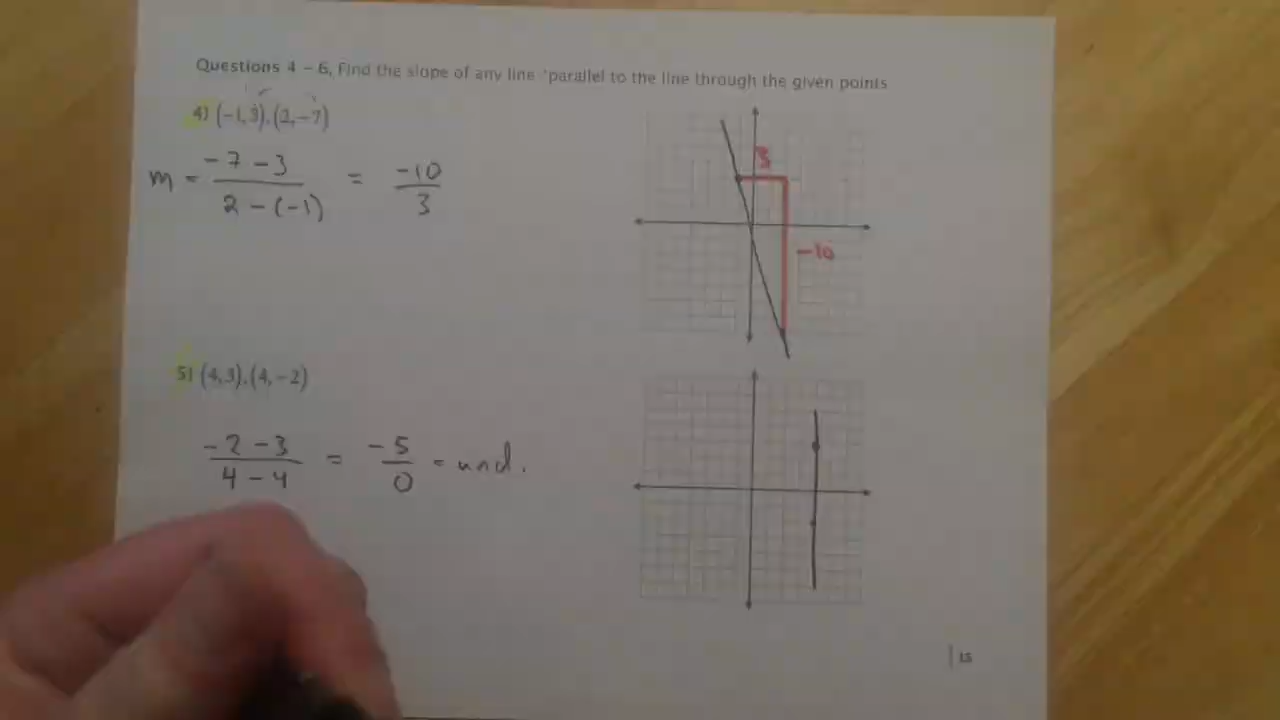 Questions 4 - 6, Find the slope of any line *parallel to the line through the given points
4) (-1,3),(2,-7)
m = -7 - 3 / 2 - (-1) = -10 / 3
3
-10
5) (4,3),(4,-2)
-2 - 3 / 4 - 4 = -5 / 0 = und.
15